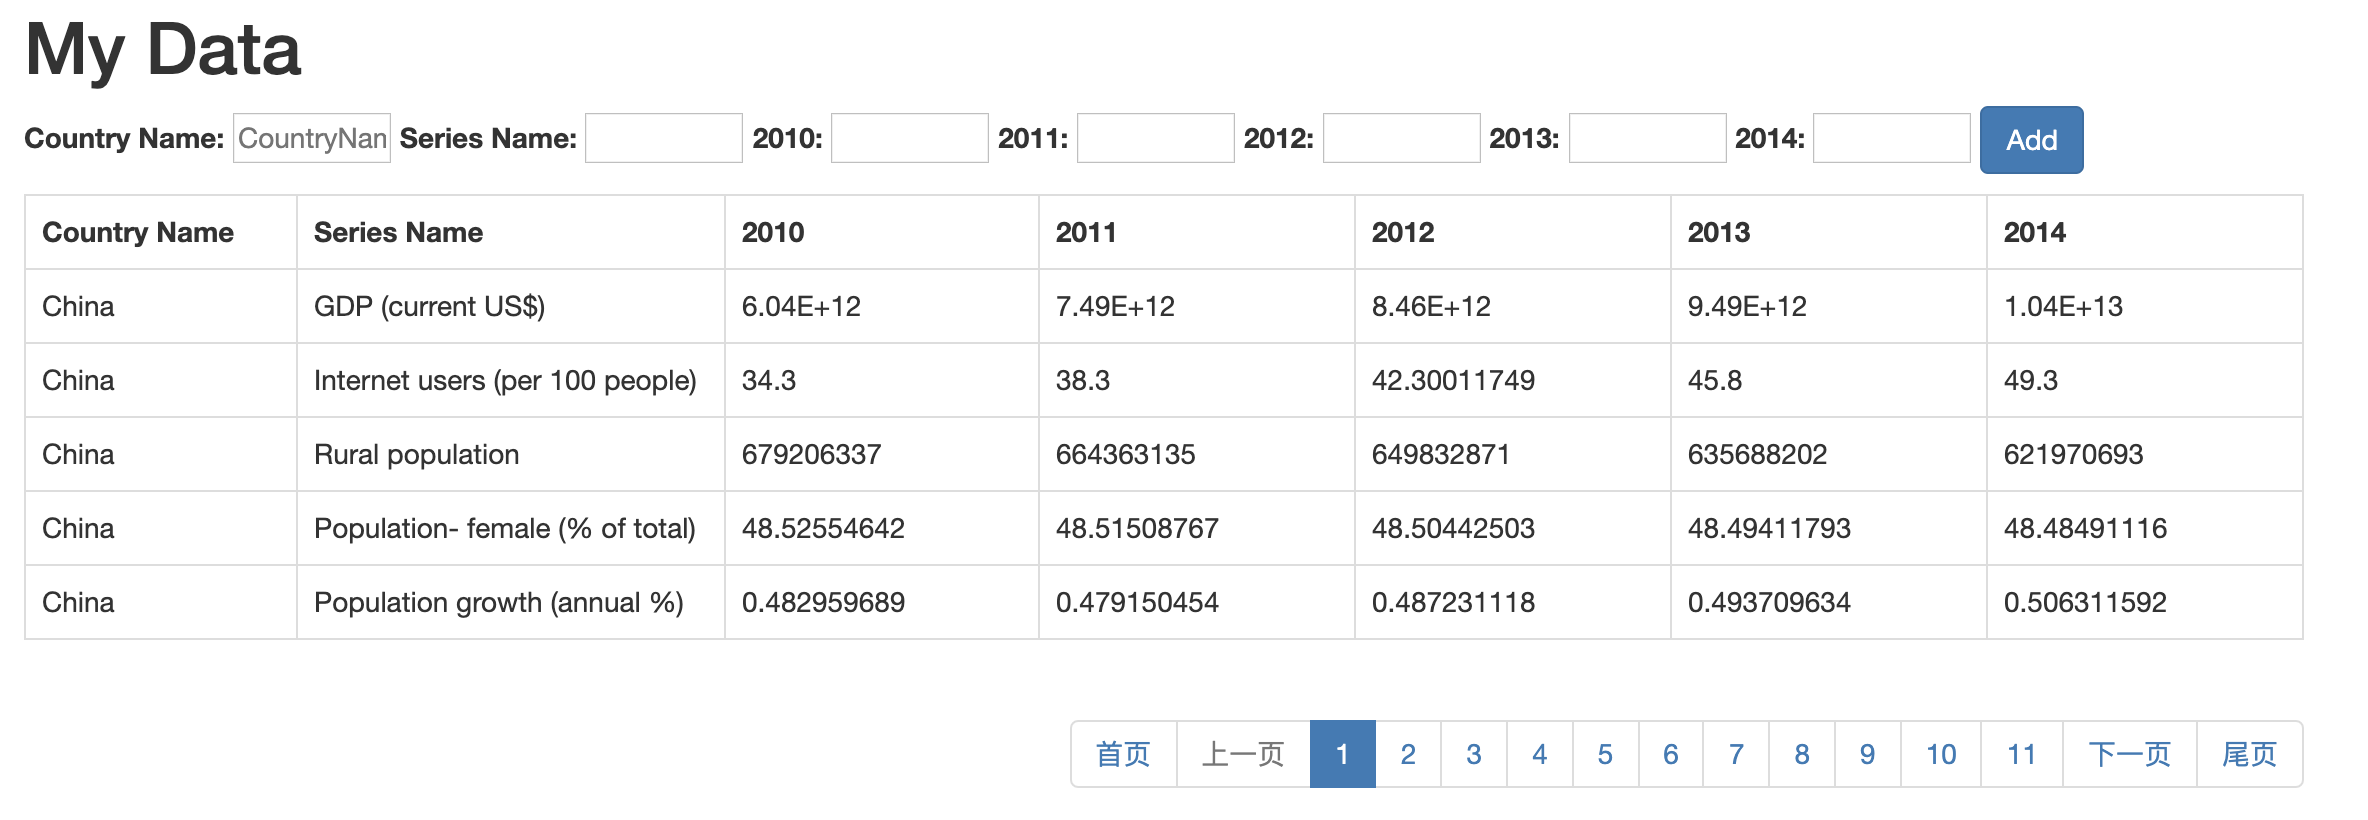 My Data
Country Name: CountryNan Series Name: 2010: 2011: 2012: 2013: 2014: Add
Country Name Series Name 2010 2011 2012 2013 2014
China GDP (current US$) 6.04E+12 7.49E+12 8.46E+12 9.49E+12 1.04E+13
China Internet users (per 100 people) 34.3 38.3 42.30011749 45.8 49.3
China Rural population 679206337 664363135 649832871 635688202 621970693
China Population- female (% of total) 48.52554642 48.51508767 48.50442503 48.49411793 48.48491116
China Population growth (annual %) 0.482959689 0.479150454 0.487231118 0.493709634 0.506311592
首页 上一页 1 2 3 4 5 6 7 8 9 10 11 下一页 尾页